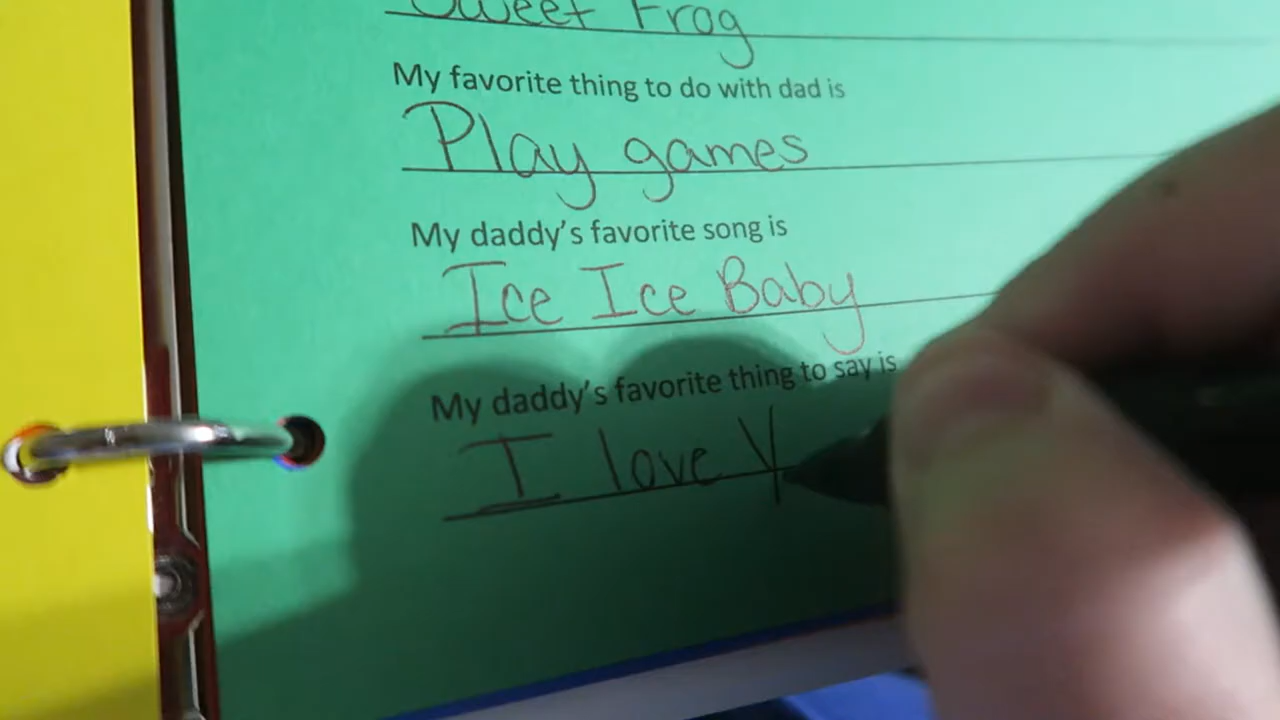 Sweet Frog
My favorite thing to do with dad is
Play games
My daddy's favorite song is
Ice Ice Baby
My daddy's favorite thing to say is
I love Y